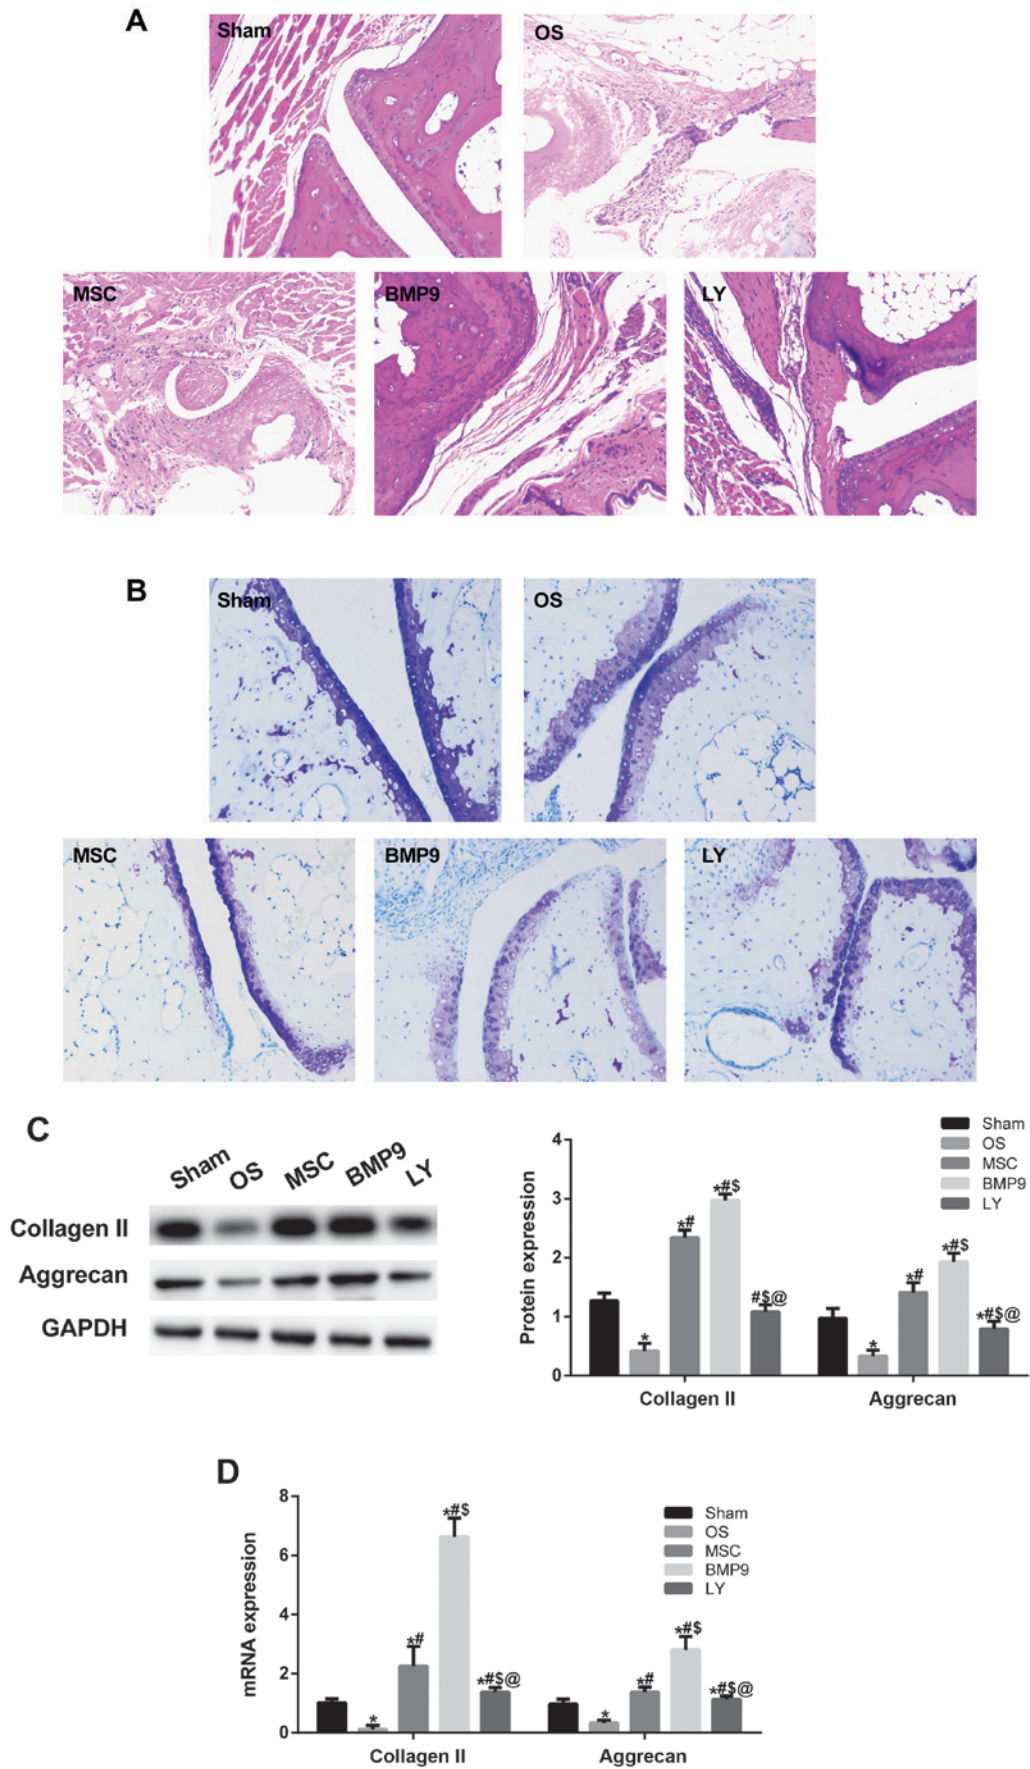 A
Sham
OS
MSC
BMP9
LY
B
Sham
OS
MSC
BMP9
LY
C
Sham
OS
MSC
BMP9
LY
Collagen II
Aggrecan
GAPDH
Protein expression
4
3
2
1
0
*
*#
*#$
#$@
*
*#
*#$
*#$@
Collagen II
Aggrecan
Sham
OS
MSC
BMP9
LY
D
mRNA expression
8
6
4
2
0
*
*#
*#$
*#$@
*
*#
*#$
*#$@
Collagen II
Aggrecan
Sham
OS
MSC
BMP9
LY